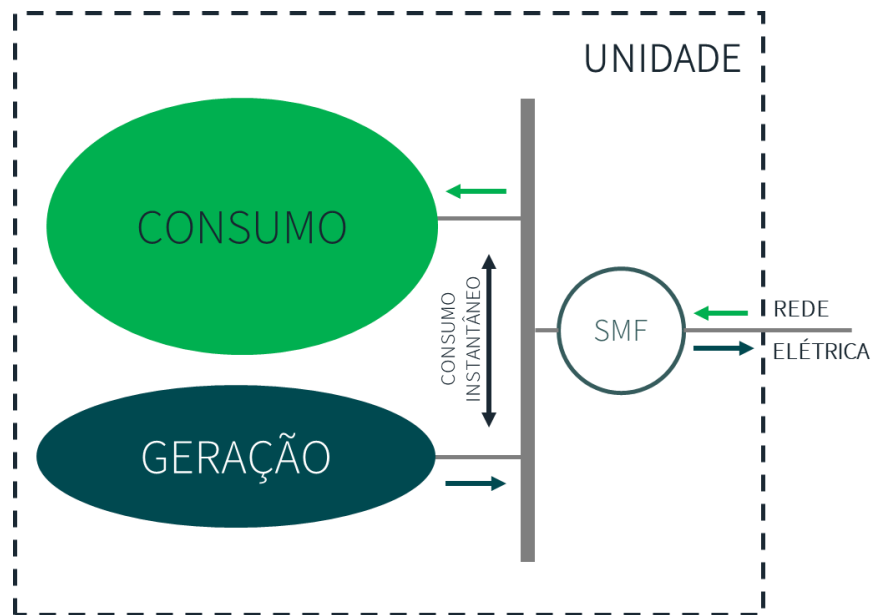 UNIDADE
CONSUMO
CONSUMO
INSTANTÂNEO
SMF
REDE
ELÉTRICA
GERAÇÃO